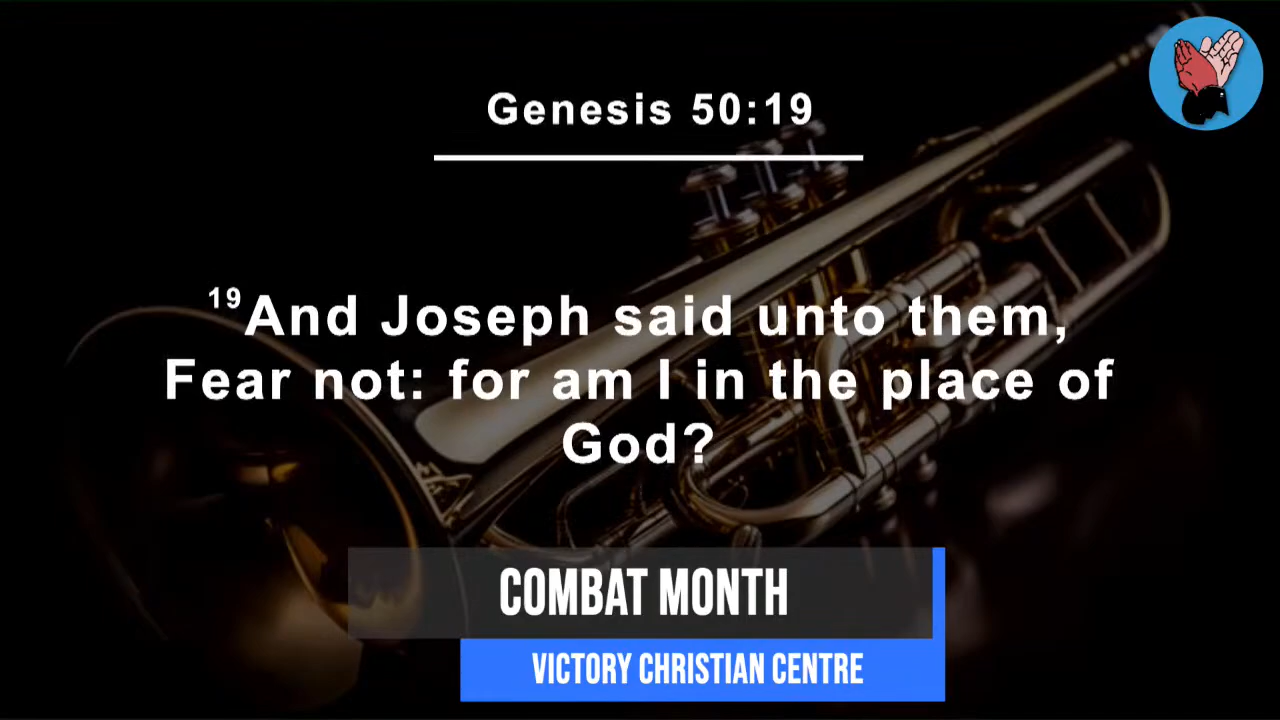 Genesis 50:19
19And Joseph said unto them,
Fear not: for am I in the place of
God?
COMBAT MONTH
VICTORY CHRISTIAN CENTRE